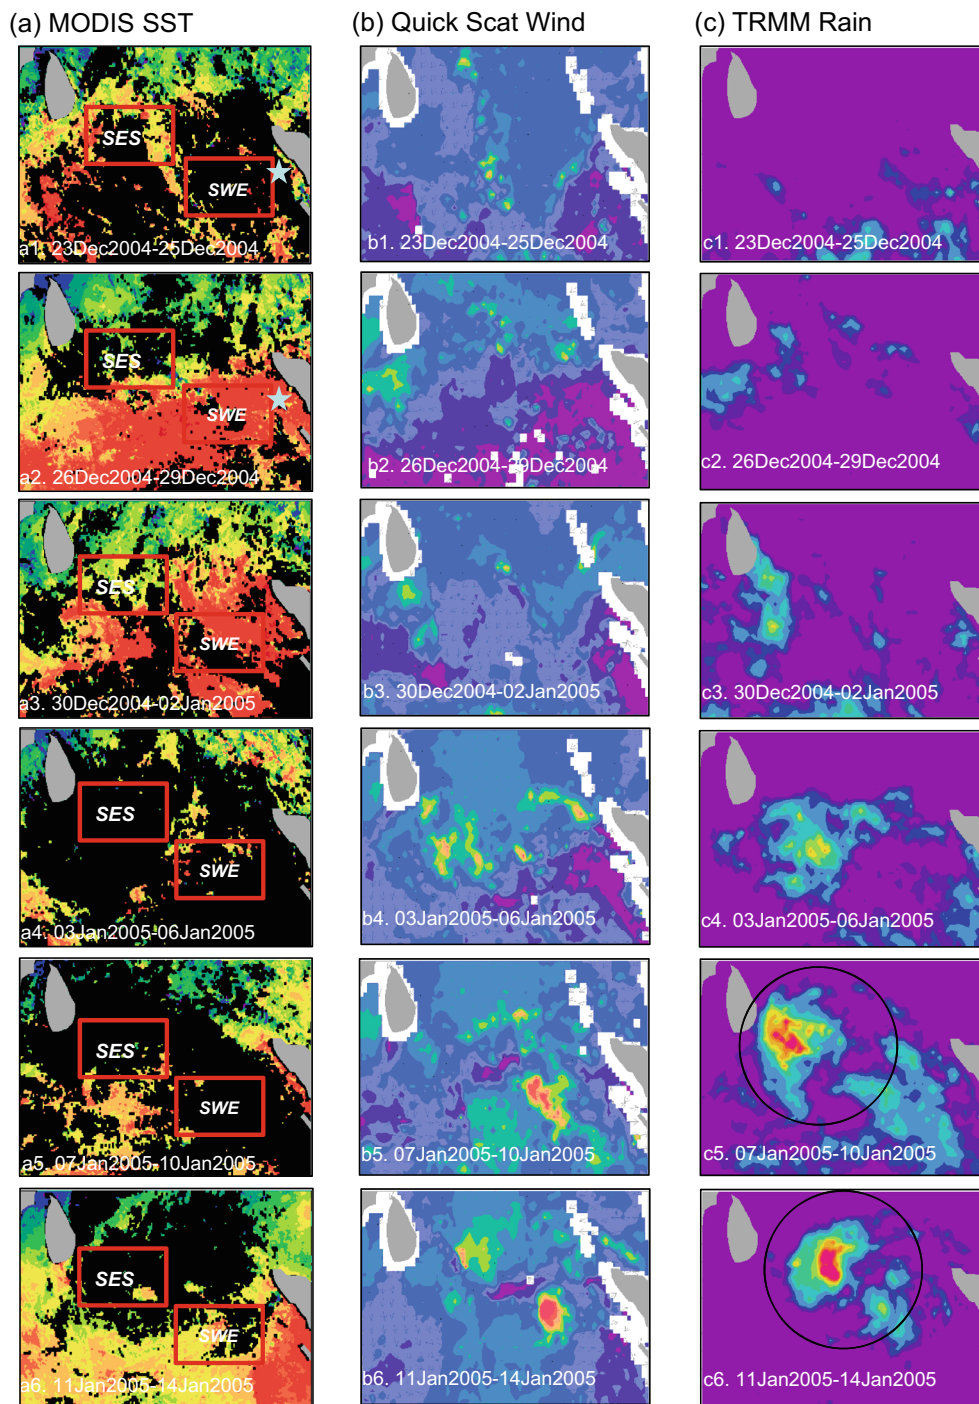 (a) MODIS SST
(b) Quick Scat Wind
(c) TRMM Rain
SES
SWE
a1. 23Dec2004-25Dec2004
b1. 23Dec2004-25Dec2004
c1. 23Dec2004-25Dec2004
SES
SWE
a2. 26Dec2004-29Dec2004
b2. 26Dec2004-29Dec2004
c2. 26Dec2004-29Dec2004
SES
SWE
a3. 30Dec2004-02Jan2005
b3. 30Dec2004-02Jan2005
c3. 30Dec2004-02Jan2005
SES
SWE
a4. 03Jan2005-06Jan2005
b4. 03Jan2005-06Jan2005
c4. 03Jan2005-06Jan2005
SES
SWE
a5. 07Jan2005-10Jan2005
b5. 07Jan2005-10Jan2005
c5. 07Jan2005-10Jan2005
SES
SWE
a6. 11Jan2005-14Jan2005
b6. 11Jan2005-14Jan2005
c6. 11Jan2005-14Jan2005